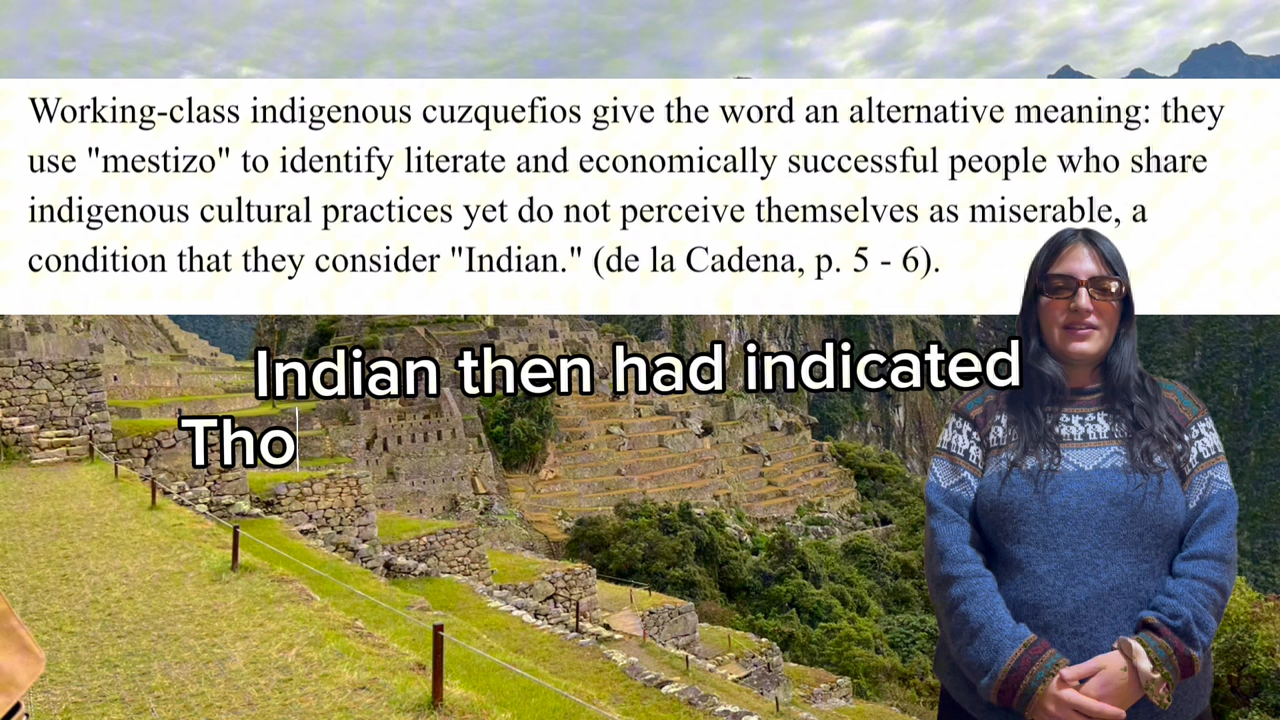 Working-class indigenous cuzquefios give the word an alternative meaning: they
use "mestizo" to identify literate and economically successful people who share
indigenous cultural practices yet do not perceive themselves as miserable, a
condition that they consider "Indian." (de la Cadena, p. 5 - 6).
Indian then had indicated
Tho